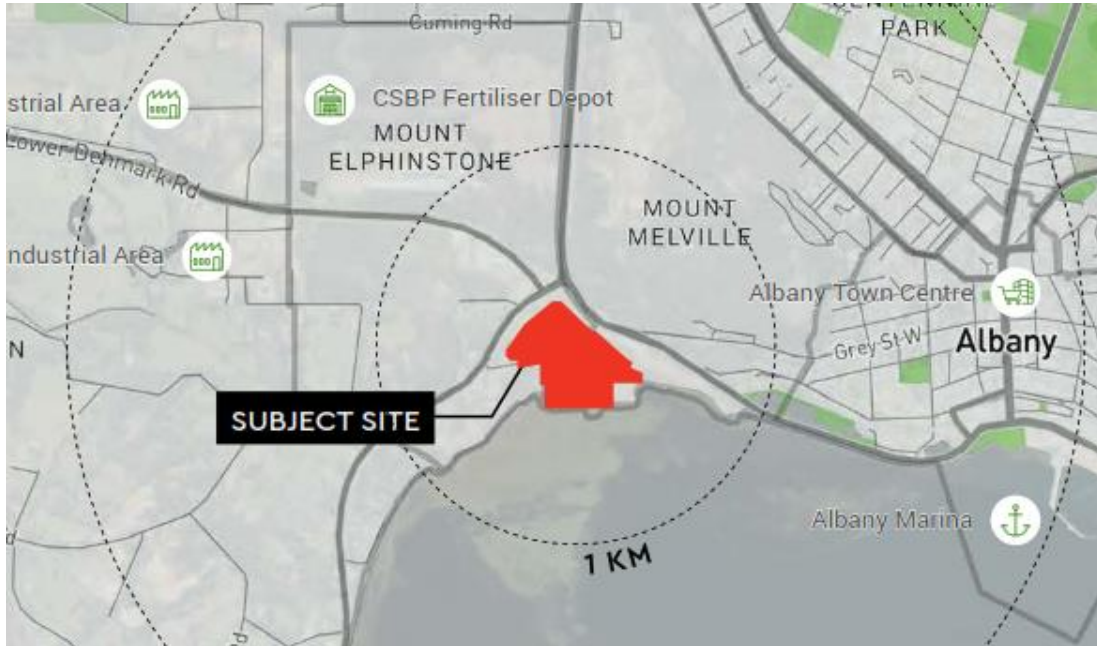 Cuming Rd
PARK
strial Area
CSBP Fertiliser Depot
MOUNT
ELPHINSTONE
Lower Denmark Rd
MOUNT
MELVILLE
ndustrial Area
Albany Town Centre
Grey St W
Albany
N
SUBJECT SITE
Albany Marina
1 KM